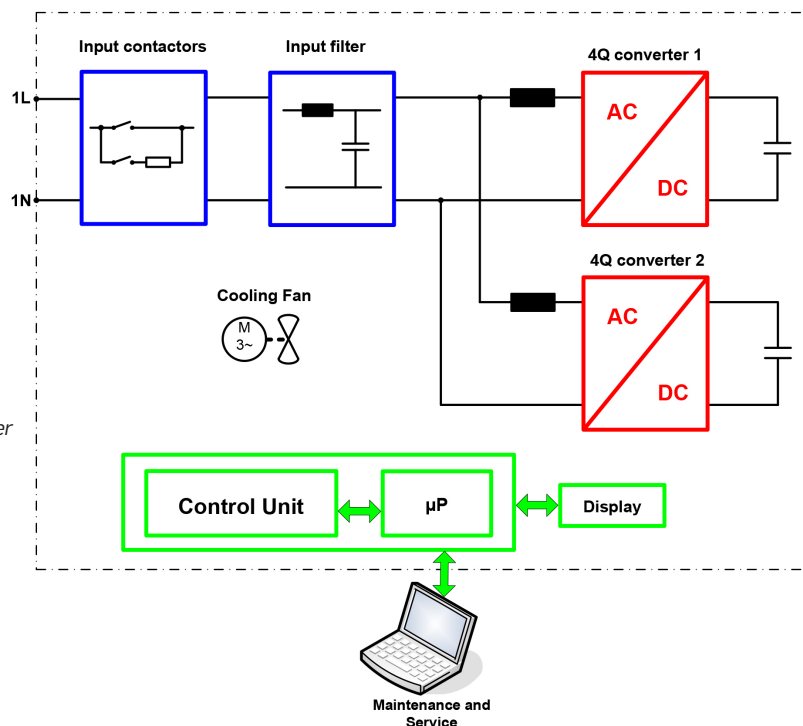 Input contactors
Input filter
4Q converter 1
1L
AC
DC
1N
4Q converter 2
Cooling Fan
M
3~
AC
DC
er
Control Unit
µP
Display
Maintenance and
Service